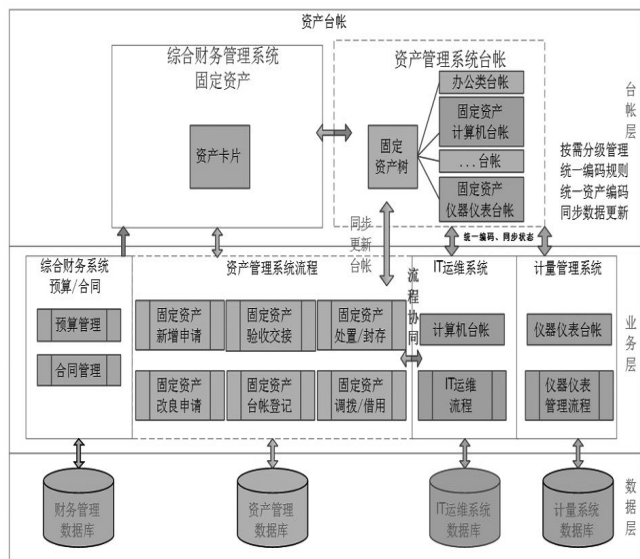 资产台帐
综合财务管理系统
固定资产
资产卡片
资产管理系统台帐
固定
资产树
办公类台帐
固定资产
计算机台帐
...台帐
固定资产
仪器仪表台帐
台帐层
按需分级管理
统一编码规则
统一资产编码
同步数据更新
同步
更新
台帐
统一编码、同步状态
综合财务系统
预算/合同
预算管理
合同管理
资产管理系统流程
固定资产
新增申请
固定资产
验收交接
固定资产
处置/封存
固定资产
改良申请
固定资产
台帐登记
固定资产
调拨/借用
流程协同
IT运维系统
计算机台帐
IT运维
流程
计量管理系统
仪器仪表台帐
仪器仪表
管理流程
业务层
财务管理
数据库
资产管理
数据库
IT运维系统
数据库
计量系统
数据库
数据层